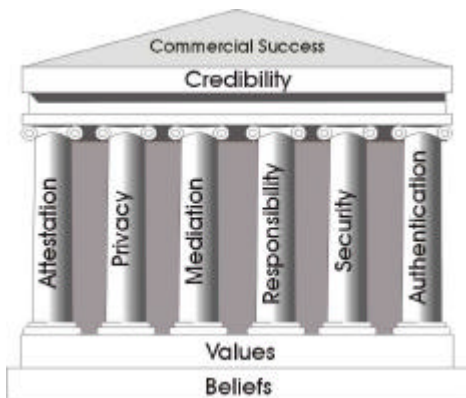 Commercial Success
Credibility
Attestation
Privacy
Mediation
Responsibility
Security
Authentication
Values
Beliefs